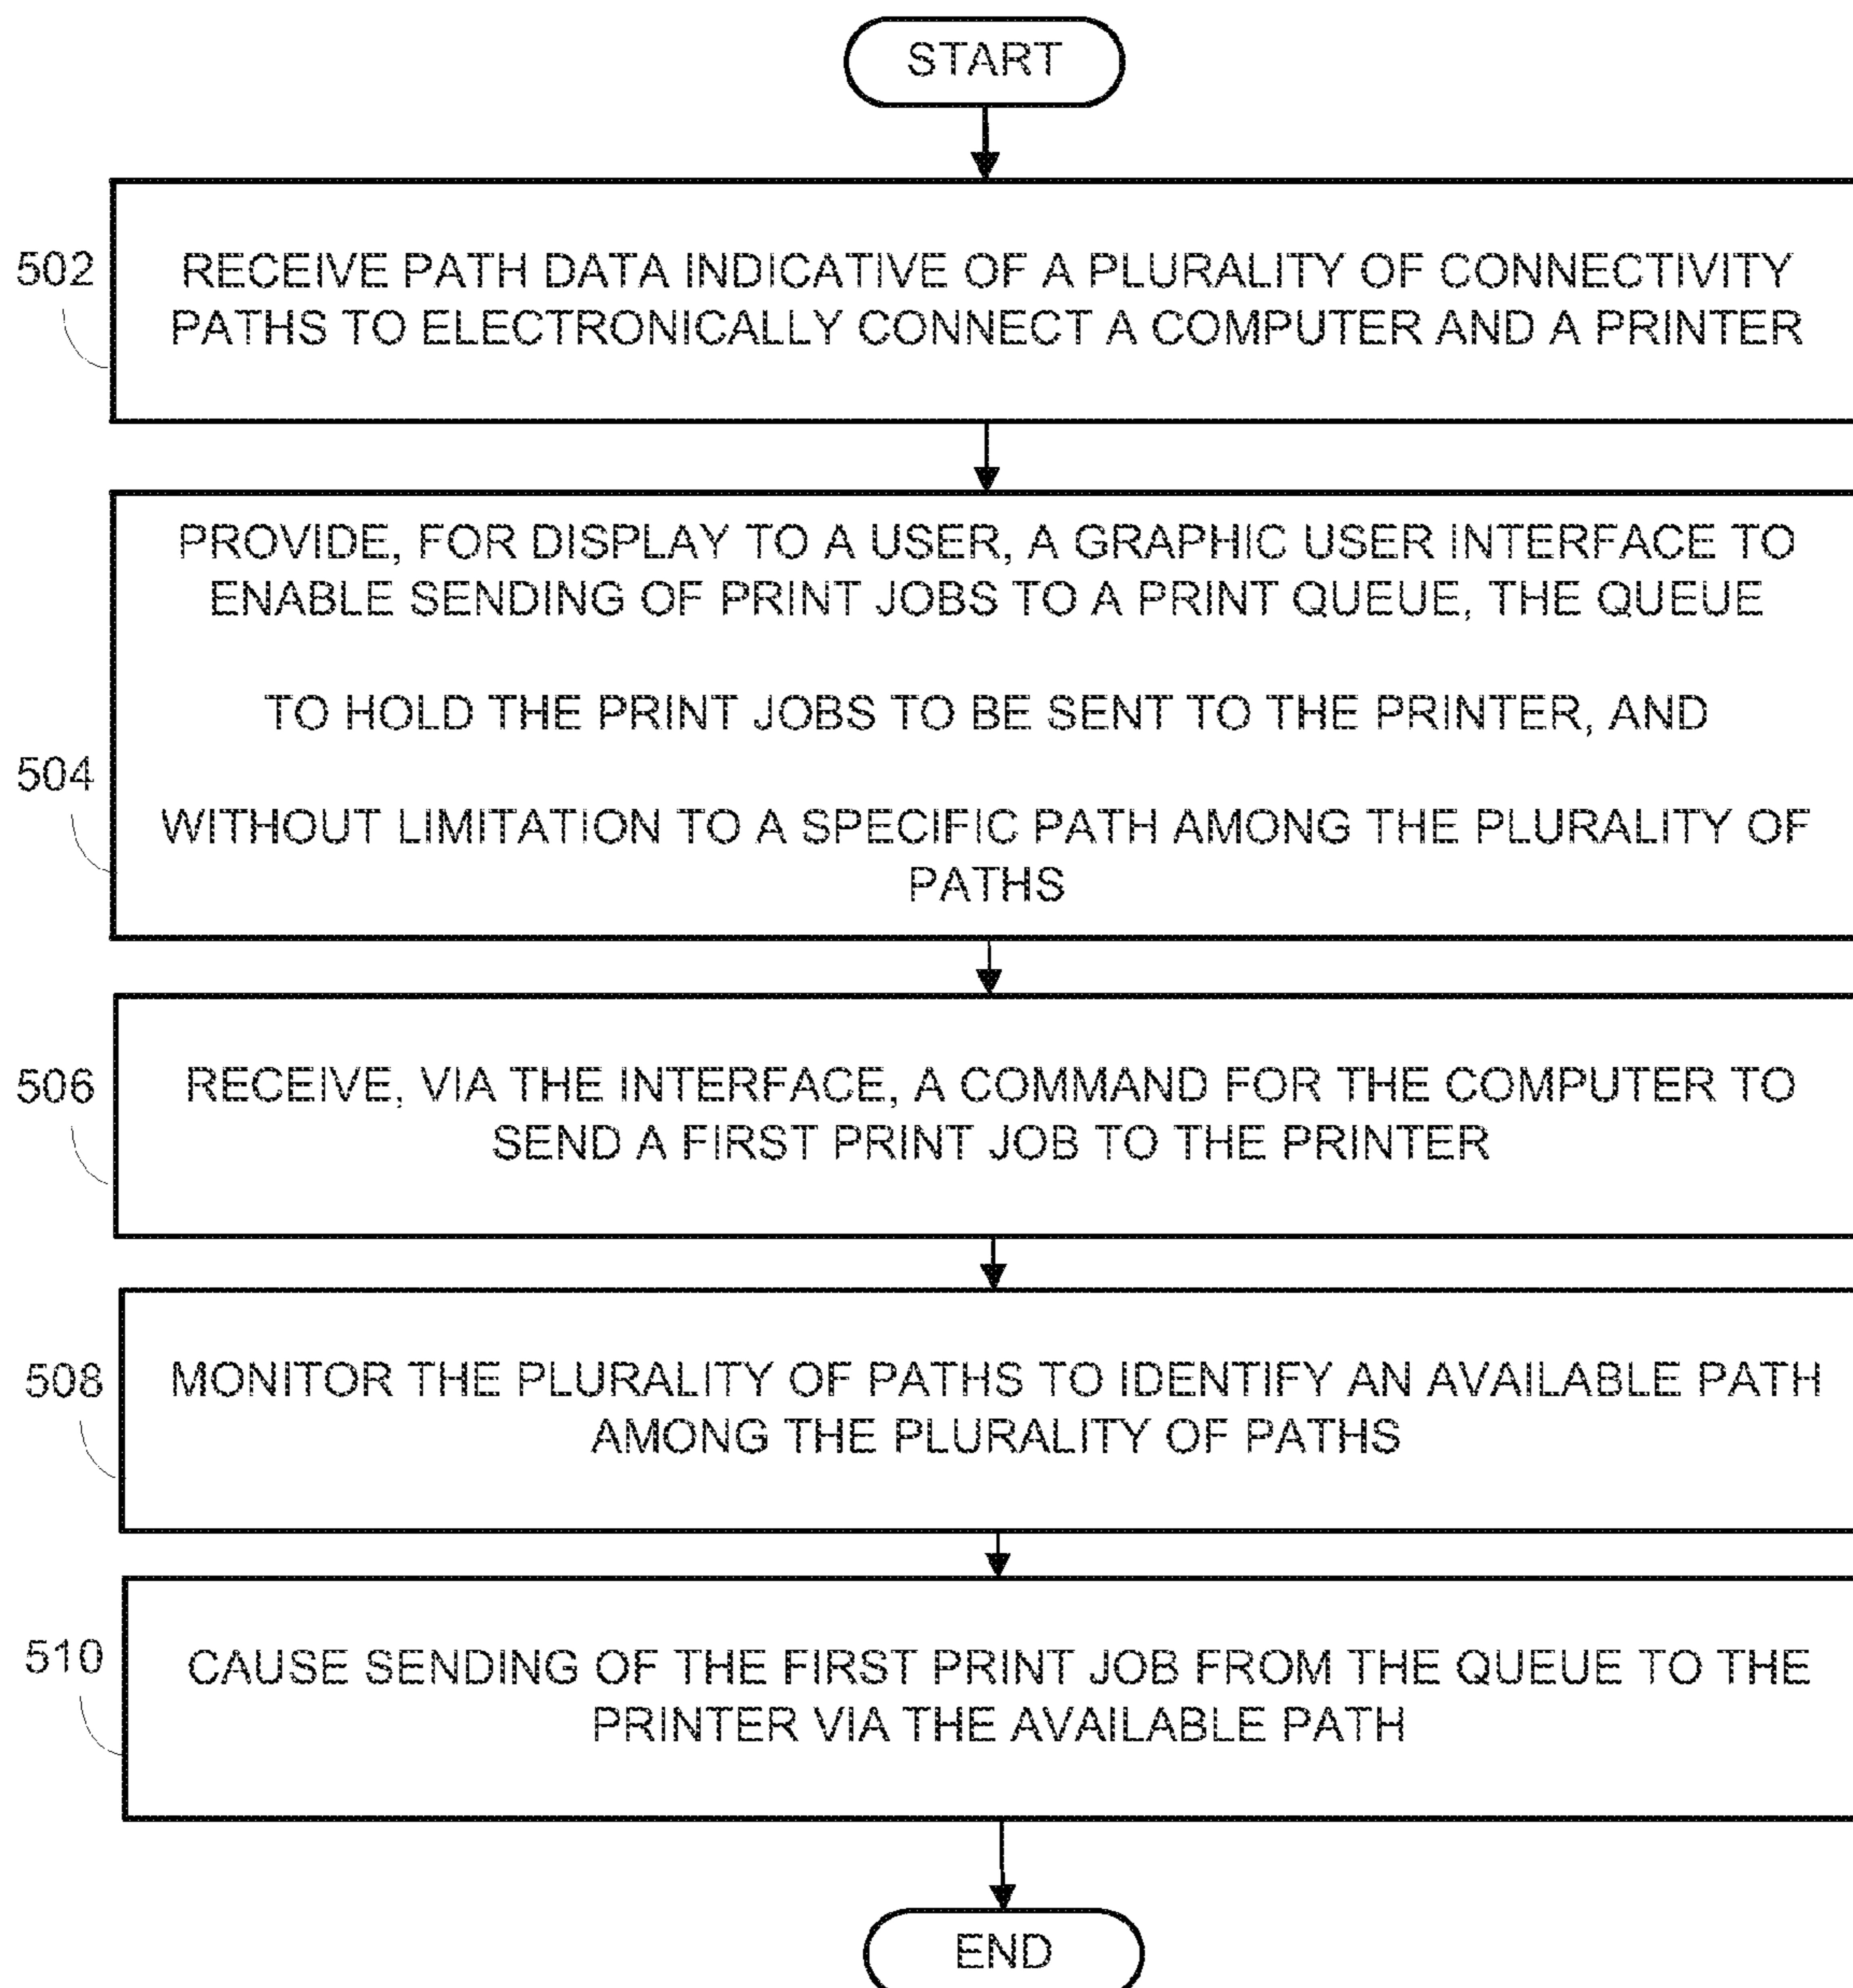 START
502
RECEIVE PATH DATA INDICATIVE OF A PLURALITY OF CONNECTIVITY
PATHS TO ELECTRONICALLY CONNECT A COMPUTER AND A PRINTER
PROVIDE, FOR DISPLAY TO A USER, A GRAPHIC USER INTERFACE TO
ENABLE SENDING OF PRINT JOBS TO A PRINT QUEUE, THE QUEUE
TO HOLD THE PRINT JOBS TO BE SENT TO THE PRINTER, AND
504
WITHOUT LIMITATION TO A SPECIFIC PATH AMONG THE PLURALITY OF
PATHS
506
RECEIVE, VIA THE INTERFACE, A COMMAND FOR THE COMPUTER TO
SEND A FIRST PRINT JOB TO THE PRINTER
508
MONITOR THE PLURALITY OF PATHS TO IDENTIFY AN AVAILABLE PATH
AMONG THE PLURALITY OF PATHS
510
CAUSE SENDING OF THE FIRST PRINT JOB FROM THE QUEUE TO THE
PRINTER VIA THE AVAILABLE PATH
END